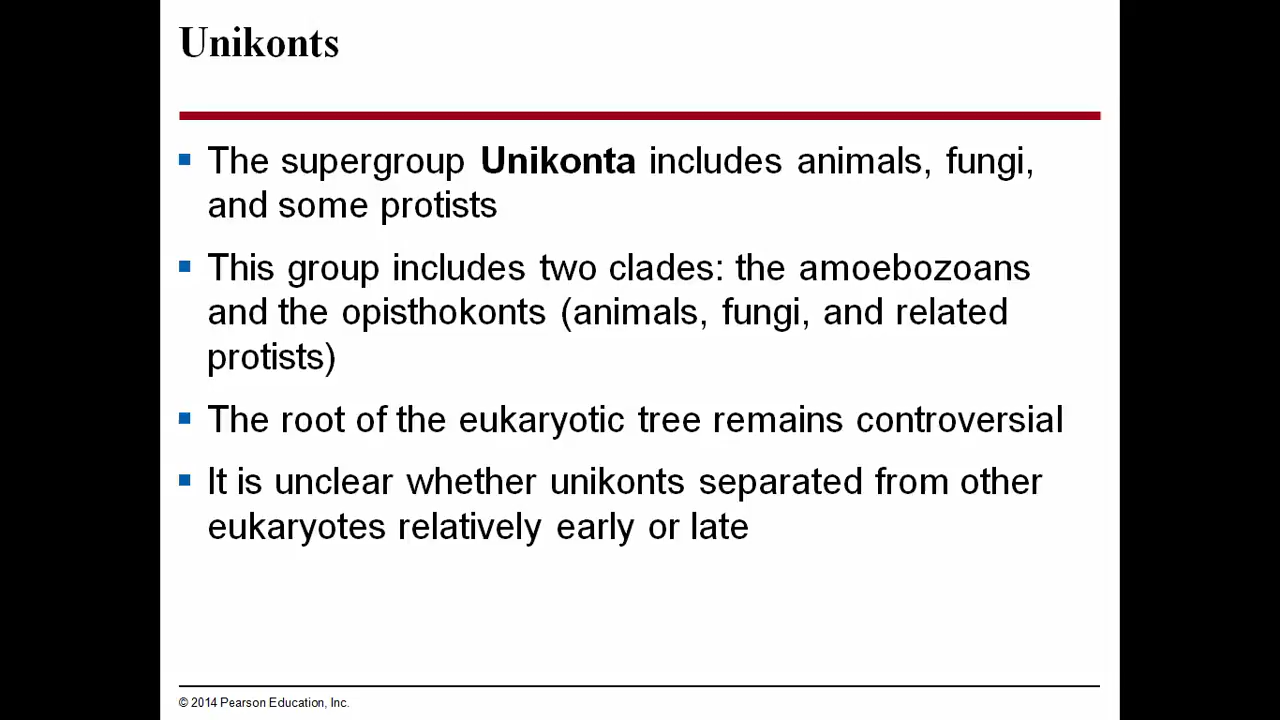 Unikonts
▪ The supergroup Unikonta includes animals, fungi,
and some protists
▪ This group includes two clades: the amoebozoans
and the opisthokonts (animals, fungi, and related
protists)
▪ The root of the eukaryotic tree remains controversial
▪ It is unclear whether unikonts separated from other
eukaryotes relatively early or late
© 2014 Pearson Education, Inc.